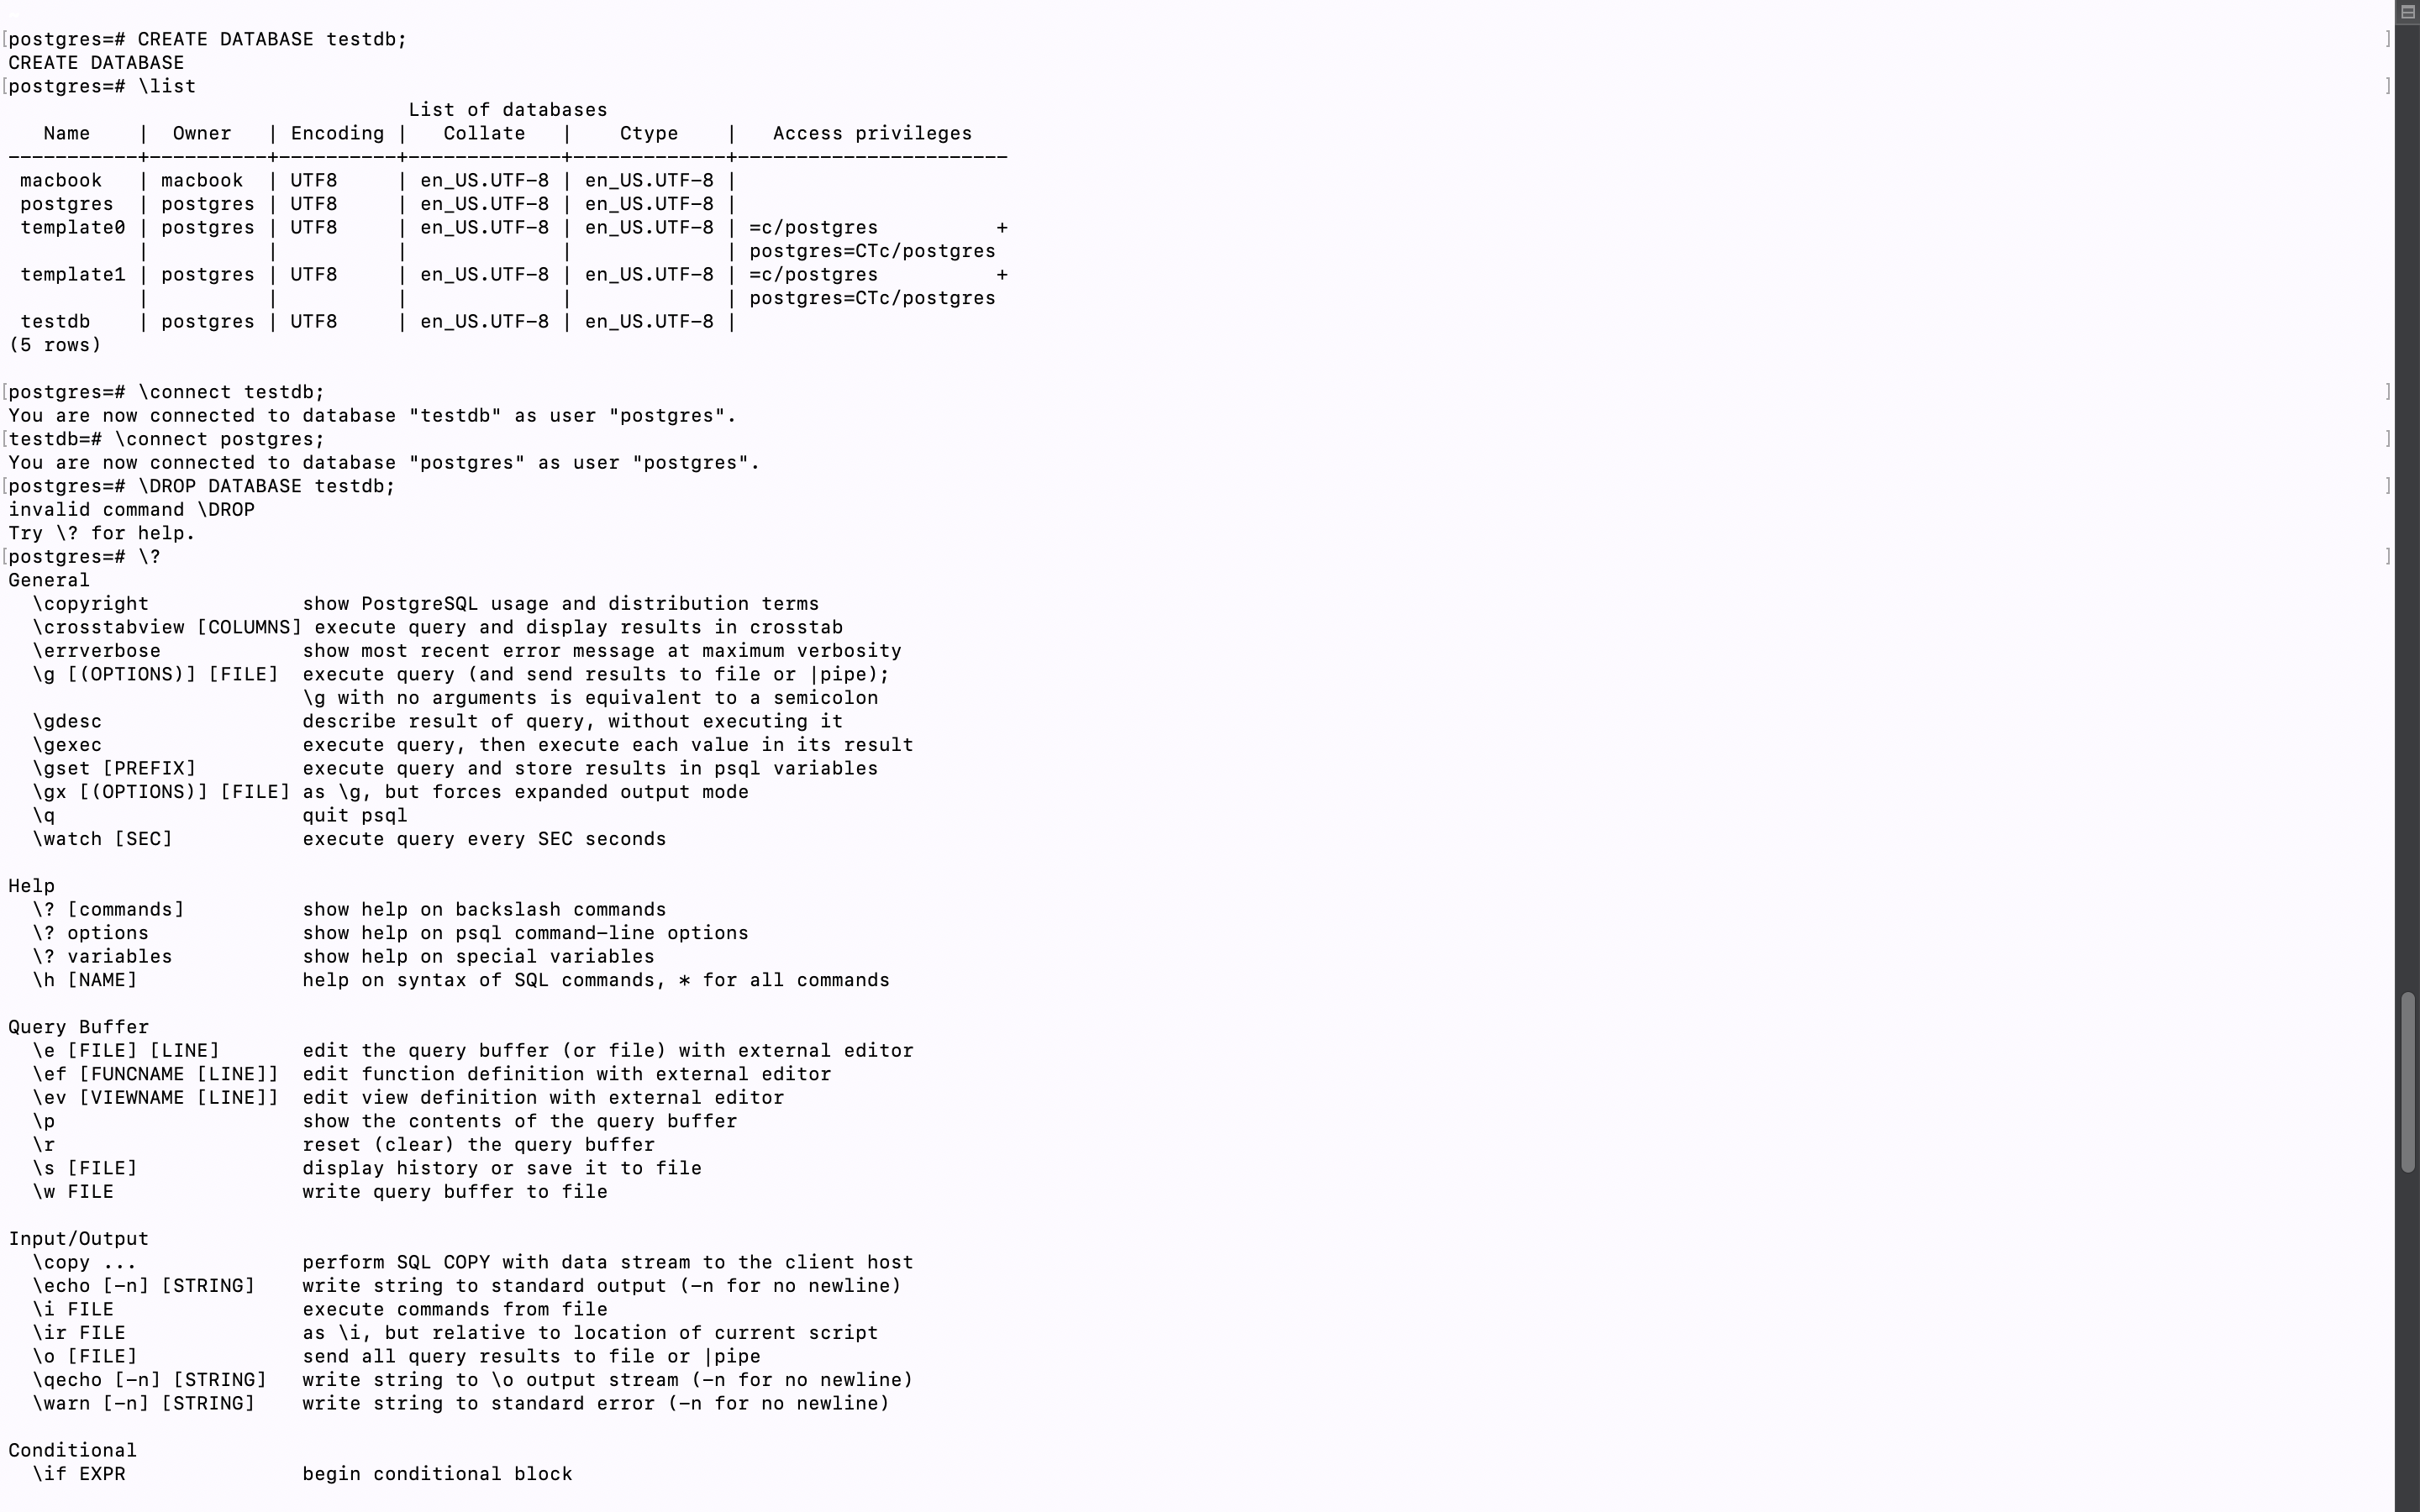 [postgres=# CREATE DATABASE testdb; ]
CREATE DATABASE
[postgres=# \list ]
                                  List of databases
   Name    |  Owner   | Encoding |   Collate   |    Ctype    |   Access privileges
-----------+----------+----------+-------------+-------------+-----------------------
 macbook   | macbook  | UTF8     | en_US.UTF-8 | en_US.UTF-8 |
 postgres  | postgres | UTF8     | en_US.UTF-8 | en_US.UTF-8 |
 template0 | postgres | UTF8     | en_US.UTF-8 | en_US.UTF-8 | =c/postgres          +
           |          |          |             |             | postgres=CTc/postgres
 template1 | postgres | UTF8     | en_US.UTF-8 | en_US.UTF-8 | =c/postgres          +
           |          |          |             |             | postgres=CTc/postgres
 testdb    | postgres | UTF8     | en_US.UTF-8 | en_US.UTF-8 |
(5 rows)
[postgres=# \connect testdb; ]
You are now connected to database "testdb" as user "postgres".
[testdb=# \connect postgres; ]
You are now connected to database "postgres" as user "postgres".
[postgres=# \DROP DATABASE testdb; ]
invalid command \DROP
Try \? for help.
[postgres=# \? ]
General
  \copyright             show PostgreSQL usage and distribution terms
  \crosstabview [COLUMNS] execute query and display results in crosstab
  \errverbose            show most recent error message at maximum verbosity
  \g [(OPTIONS)] [FILE]  execute query (and send results to file or |pipe);
                         \g with no arguments is equivalent to a semicolon
  \gdesc                 describe result of query, without executing it
  \gexec                 execute query, then execute each value in its result
  \gset [PREFIX]         execute query and store results in psql variables
  \gx [(OPTIONS)] [FILE] as \g, but forces expanded output mode
  \q                     quit psql
  \watch [SEC]           execute query every SEC seconds
Help
  \? [commands]          show help on backslash commands
  \? options             show help on psql command-line options
  \? variables           show help on special variables
  \h [NAME]              help on syntax of SQL commands, * for all commands
Query Buffer
  \e [FILE] [LINE]       edit the query buffer (or file) with external editor
  \ef [FUNCNAME [LINE]]  edit function definition with external editor
  \ev [VIEWNAME [LINE]]  edit view definition with external editor
  \p                     show the contents of the query buffer
  \r                     reset (clear) the query buffer
  \s [FILE]              display history or save it to file
  \w FILE                write query buffer to file
Input/Output
  \copy ...              perform SQL COPY with data stream to the client host
  \echo [-n] [STRING]    write string to standard output (-n for no newline)
  \i FILE                execute commands from file
  \ir FILE               as \i, but relative to location of current script
  \o [FILE]              send all query results to file or |pipe
  \qecho [-n] [STRING]   write string to \o output stream (-n for no newline)
  \warn [-n] [STRING]    write string to standard error (-n for no newline)
Conditional
  \if EXPR               begin conditional block